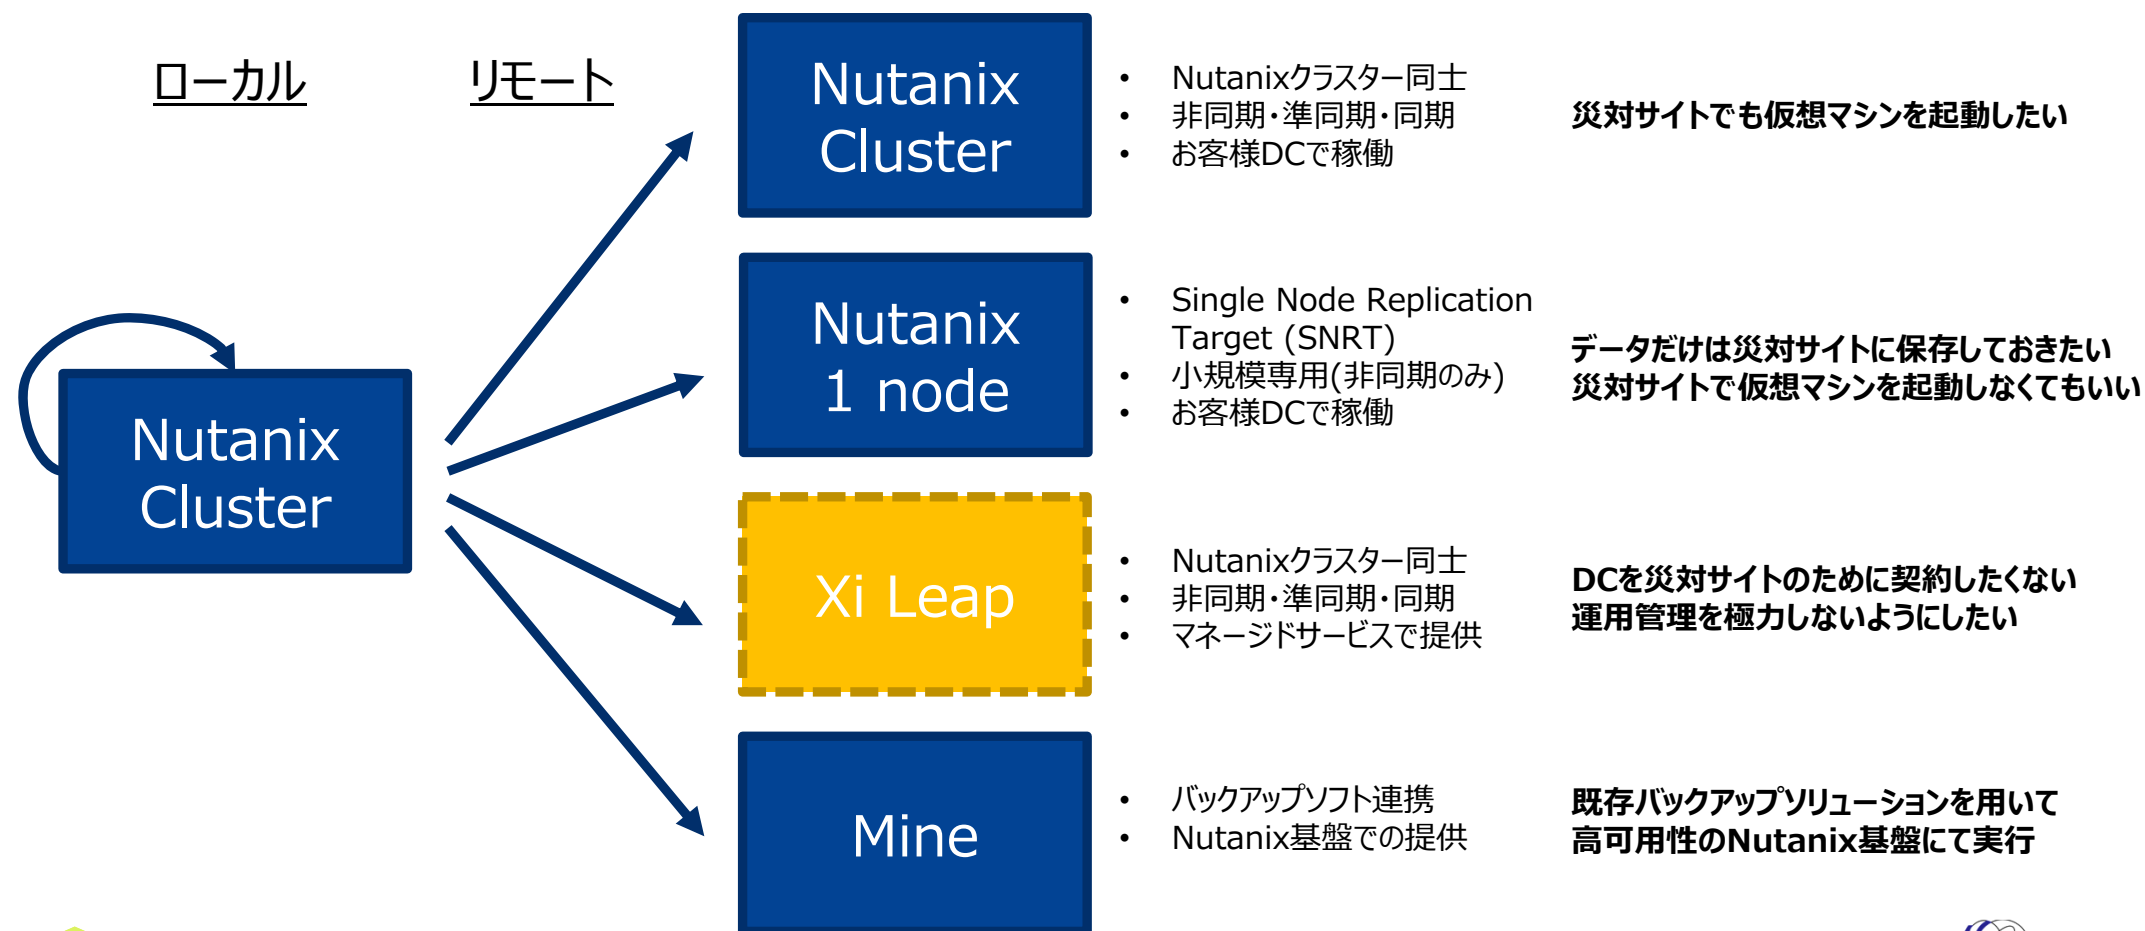 ローカル
リモート
Nutanix
Cluster
Nutanix
Cluster
• Nutanixクラスター同士
• 非同期・準同期・同期
• お客様DCで稼働
災対サイトでも仮想マシンを起動したい
Nutanix
1 node
• Single Node Replication
Target (SNRT)
• 小規模専用(非同期のみ)
• お客様DCで稼働
データだけは災対サイトに保存しておきたい
災対サイトで仮想マシンを起動しなくてもいい
Xi Leap
• Nutanixクラスター同士
• 非同期・準同期・同期
• マネージドサービスで提供
DCを災対サイトのために契約したくない
運用管理を極力しないようにしたい
Mine
• バックアップソフト連携
• Nutanix基盤での提供
既存バックアップソリューションを用いて
高可用性のNutanix基盤にて実行